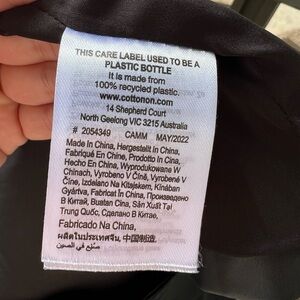 THIS CARE LABEL USED TO BE A
PLASTIC BOTTLE
It is made from
100% recycled plastic.
www.cottonon.com
14 Shepherd Court
North Geelong VIC 3215 Australia
# 2054349 CAMM MAY/2022
Made In China, Hergestellt in China,
Fabriqué En Chine, Prodotto In Cina,
Hecho En China, Wyprodukowane W
Chinach, Vyrobeno V Číně, Vyrobené V
Číne, Izdelano Na Kitajskem, Kínában
Gyártva, Fabricat În China, Произведено
В Китай, Buatan Cina, Sản Xuất Tại
Trung Quốc, Сделано В Китае,
Fabricado Na China,
ผลิตในประเทศจีน, 中国制造,
صنع في الصين